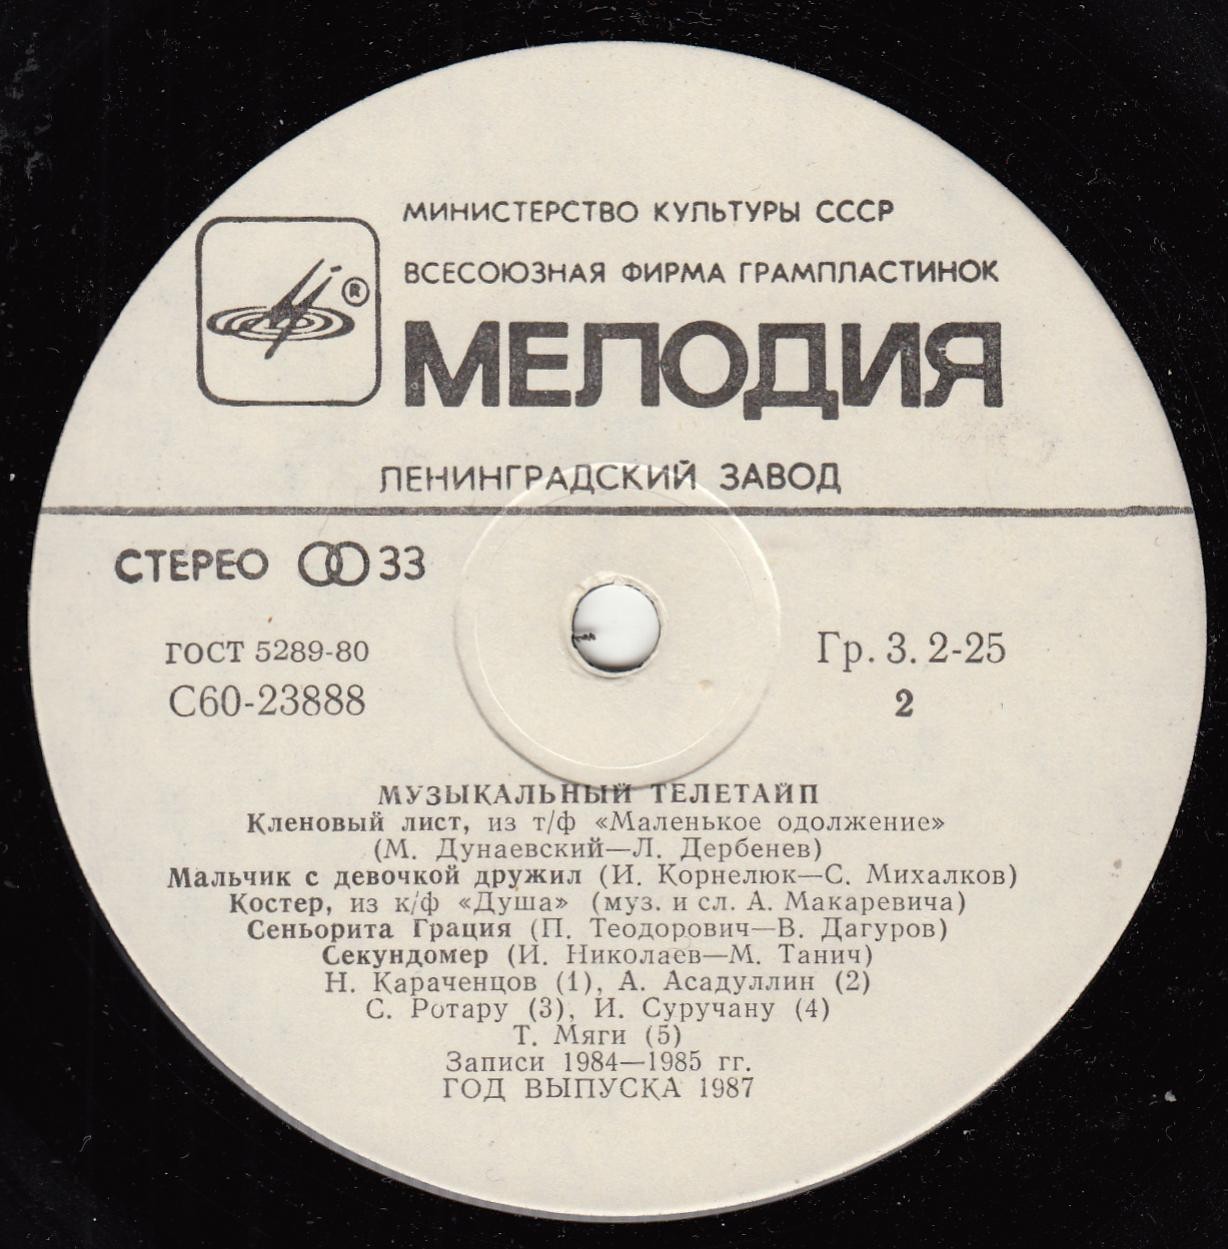 МИНИСТЕРСТВО КУЛЬТУРЫ СССР
ВСЕСОЮЗНАЯ ФИРМА ГРАМПЛАСТИНОК
®
МЕЛОДИЯ
ЛЕНИНГРАДСКИЙ ЗАВОД
СТЕРЕО 33
ГОСТ 5289-80
Гр. 3. 2-25
С60-23888
2
МУЗЫКАЛЬНЫЙ ТЕЛЕТАЙП
Кленовый лист, из т/ф «Маленькое одолжение»
(М. Дунаевский—Л. Дербенев)
Мальчик с девочкой дружил (И. Корнелюк—С. Михалков)
Костер, из к/ф «Душа» (муз. и сл. А. Макаревича)
Сеньорита Грация (П. Теодорович—В. Дагуров)
Секундомер (И. Николаев—М. Танич)
Н. Караченцов (1), А. Асадуллин (2)
С. Ротару (3), И. Суручану (4)
Т. Мяги (5)
Записи 1984—1985 гг.
ГОД ВЫПУСКА 1987